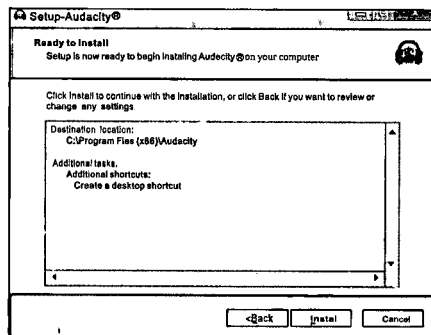 Setup-Audacity®
Ready to Install
Setup is now ready to begin Instaling Audecity®on your computer
Click Install to continue with the Installation, or click Back If you want to review or
change any settings
Destination location:
C:\Program Fies (x86)\Audacity
Additional tasks.
Additional shortcuts:
Create a desktop shortcut
<Back
Instal
Cancel